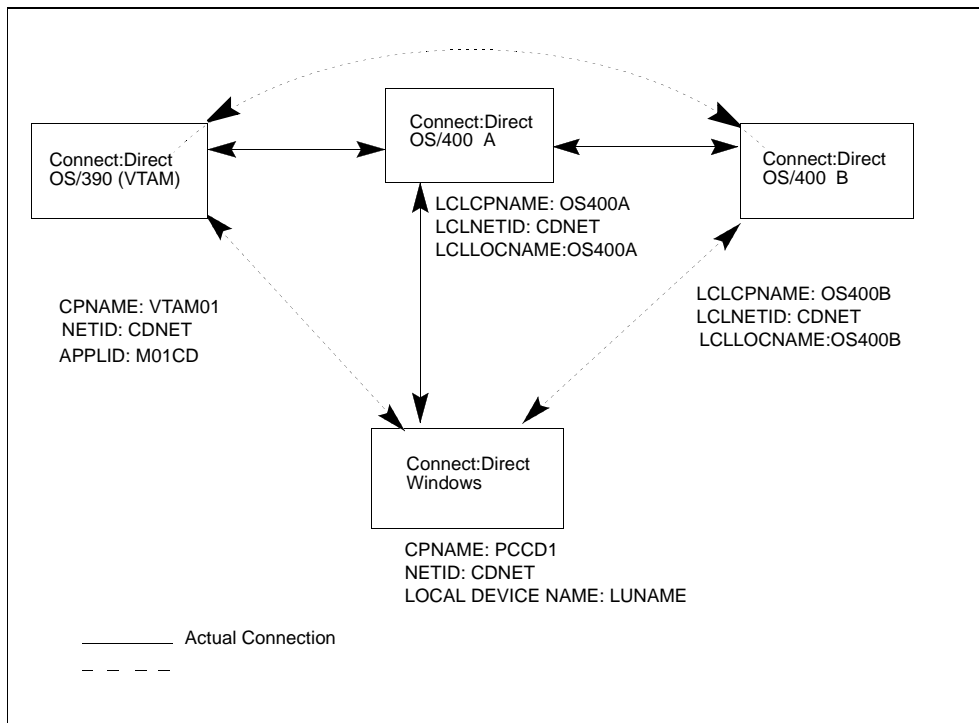 Connect:Direct
OS/390 (VTAM)
Connect:Direct
OS/400 A
Connect:Direct
OS/400 B
LCLCPNAME: OS400A
LCLNETID: CDNET
LCLLOCNAME:OS400A
CPNAME: VTAM01
NETID: CDNET
APPLID: M01CD
LCLCPNAME: OS400B
LCLNETID: CDNET
LCLLOCNAME:OS400B
Connect:Direct
Windows
CPNAME: PCCD1
NETID: CDNET
LOCAL DEVICE NAME: LUNAME
Actual Connection